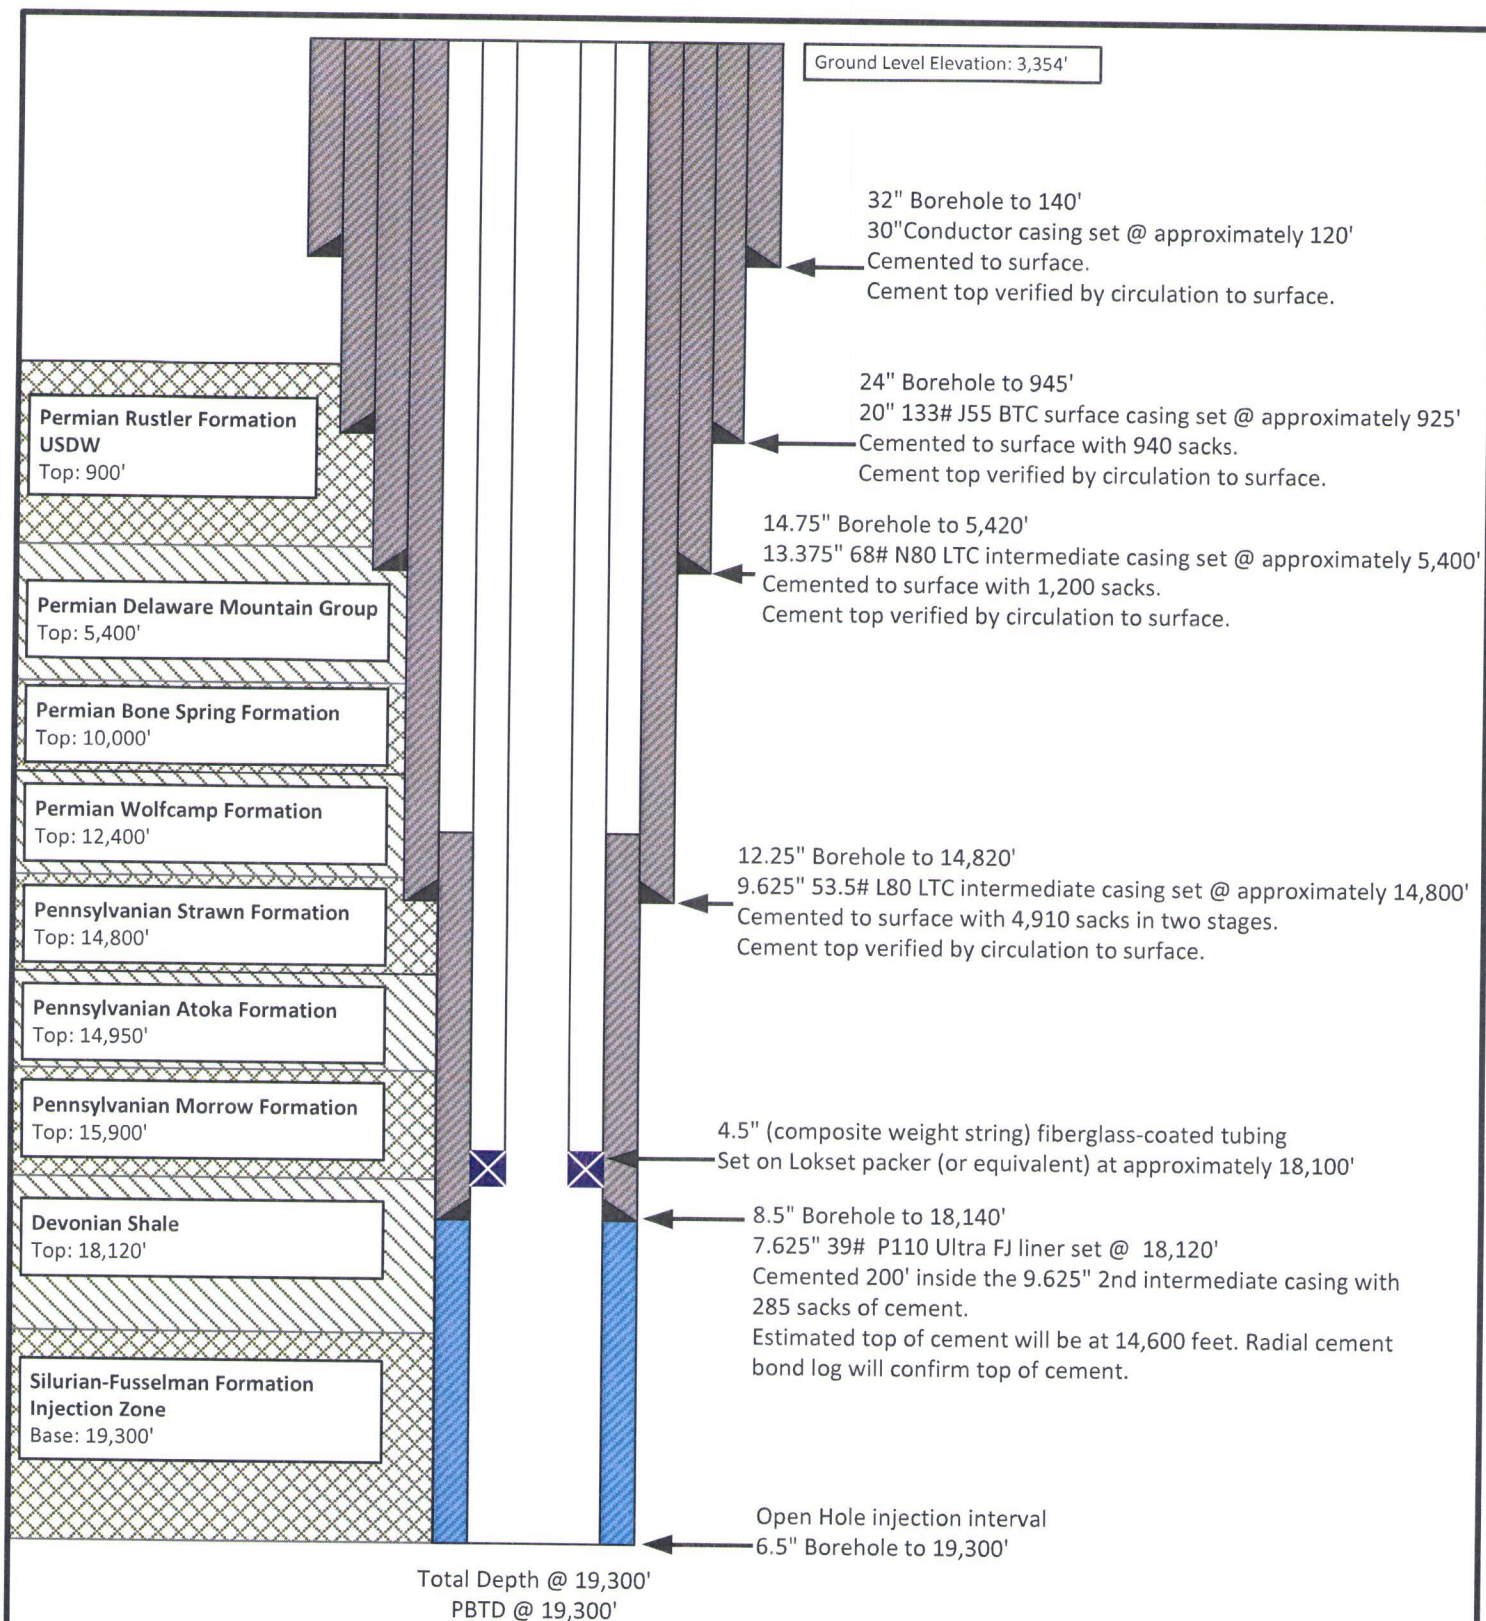 Ground Level Elevation: 3,354'
32" Borehole to 140'
30"Conductor casing set @ approximately 120'
Cemented to surface.
Cement top verified by circulation to surface.
24" Borehole to 945'
20" 133# J55 BTC surface casing set @ approximately 925'
Cemented to surface with 940 sacks.
Cement top verified by circulation to surface.
Permian Rustler Formation
USDW
Top: 900'
14.75" Borehole to 5,420'
13.375" 68# N80 LTC intermediate casing set @ approximately 5,400'
Cemented to surface with 1,200 sacks.
Cement top verified by circulation to surface.
Permian Delaware Mountain Group
Top: 5,400'
Permian Bone Spring Formation
Top: 10,000'
Permian Wolfcamp Formation
Top: 12,400'
12.25" Borehole to 14,820'
9.625" 53.5# L80 LTC intermediate casing set @ approximately 14,800'
Cemented to surface with 4,910 sacks in two stages.
Cement top verified by circulation to surface.
Pennsylvanian Strawn Formation
Top: 14,800'
Pennsylvanian Atoka Formation
Top: 14,950'
Pennsylvanian Morrow Formation
Top: 15,900'
4.5" (composite weight string) fiberglass-coated tubing
Set on Lokset packer (or equivalent) at approximately 18,100'
Devonian Shale
Top: 18,120'
8.5" Borehole to 18,140'
7.625" 39#  P110 Ultra FJ liner set @  18,120'
Cemented 200' inside the 9.625" 2nd intermediate casing with
285 sacks of cement.
Estimated top of cement will be at 14,600 feet. Radial cement
bond log will confirm top of cement.
Silurian-Fusselman Formation
Injection Zone
Base: 19,300'
Open Hole injection interval
6.5" Borehole to 19,300'
Total Depth @ 19,300'
PBTD @ 19,300'